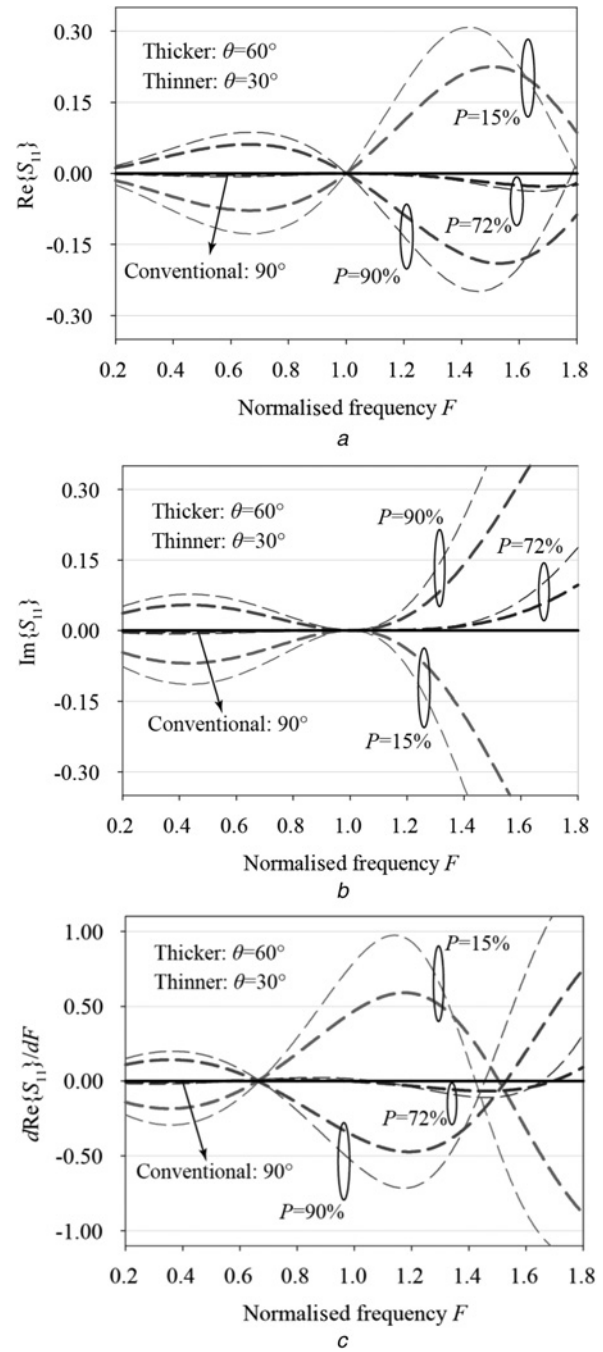 0.30
0.15
0.00
-0.15
-0.30
Re{S₁₁}
Thicker: θ=60°
Thinner: θ=30°
P=15%
P=72%
Conventional: 90°
P=90%
0.2 0.4 0.6 0.8 1.0 1.2 1.4 1.6 1.8
Normalised frequency F
a
0.30
0.15
0.00
-0.15
-0.30
Im{S₁₁}
Thicker: θ=60°
Thinner: θ=30°
P=90%
P=72%
Conventional: 90°
P=15%
0.2 0.4 0.6 0.8 1.0 1.2 1.4 1.6 1.8
Normalised frequency F
b
1.00
0.50
0.00
-0.50
-1.00
dRe{S₁₁}/dF
Thicker: θ=60°
Thinner: θ=30°
P=15%
P=72%
Conventional: 90°
P=90%
0.2 0.4 0.6 0.8 1.0 1.2 1.4 1.6 1.8
Normalised frequency F
c